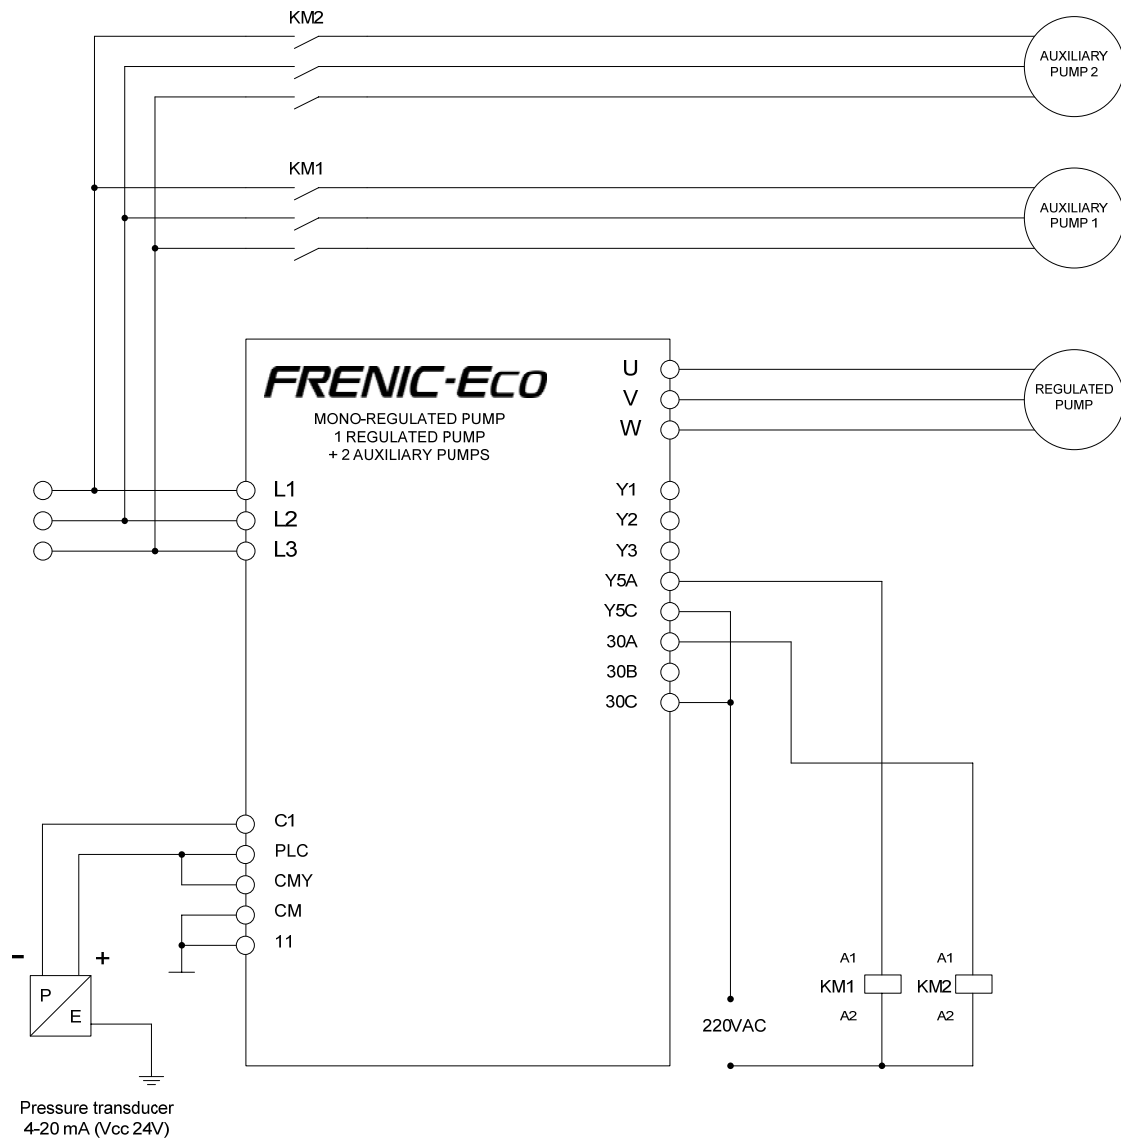 KM2
AUXILIARY
PUMP 2
KM1
AUXILIARY
PUMP 1
FRENIC-Eco
MONO-REGULATED PUMP
1 REGULATED PUMP
+ 2 AUXILIARY PUMPS
U
V
W
REGULATED
PUMP
L1
L2
L3
Y1
Y2
Y3
Y5A
Y5C
30A
30B
30C
C1
PLC
CMY
CM
11
- +
P
E
A1
KM1
A2
A1
KM2
A2
220VAC
Pressure transducer
4-20 mA (Vcc 24V)